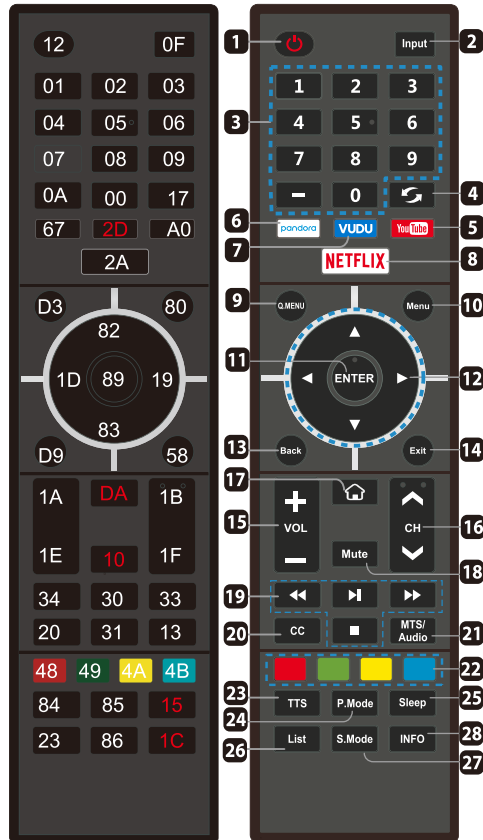 12 0F
01 02 03
04 05 06
07 08 09
0A 00 17
67 2D A0
2A
D3 80
82
1D 89 19
83
D9 58
1A DA 1B
1E 10 1F
34 30 33
20 31 13
48 49 4A 4B
84 85 15
23 86 1C
1 Input 2
1 2 3
3 4 5 6
7 8 9
– 0 4
6 pandora VUDU YouTube 5
7 NETFLIX 8
9 Q.MENU Menu 10
11 ENTER 12
13 Back Exit 14
17
15 VOL CH 16
Mute 18
19
20 CC MTS/
Audio 21
22
23 TTS P.Mode Sleep 25
24
26 List S.Mode INFO 28
27